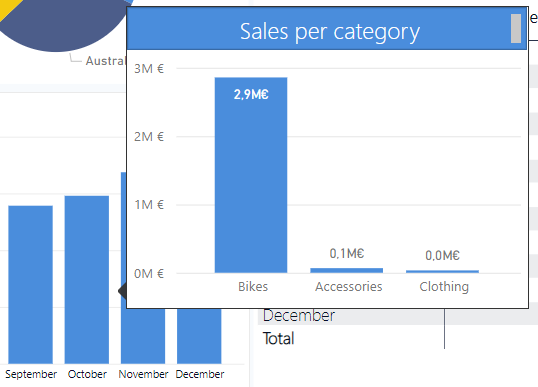 Sales per category
3M €
2,9M€
2M €
1M €
0,1M€
0,0M€
0M €
Bikes Accessories Clothing
December
Total
September October November December